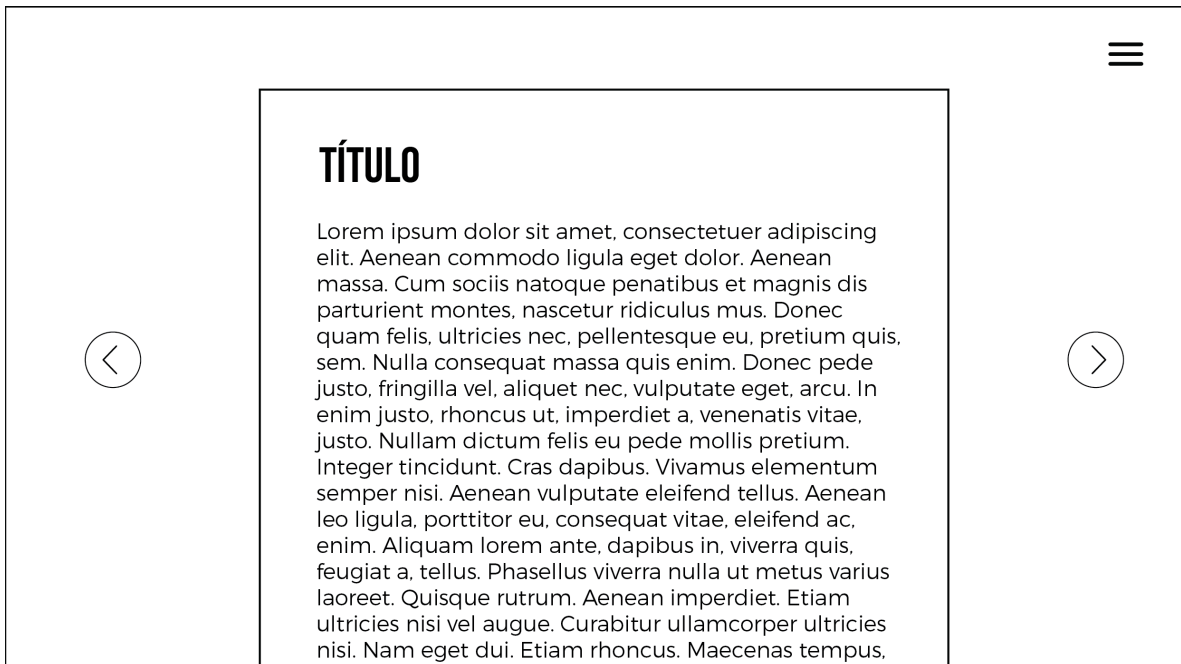 TÍTULO
Lorem ipsum dolor sit amet, consectetuer adipiscing
elit. Aenean commodo ligula eget dolor. Aenean
massa. Cum sociis natoque penatibus et magnis dis
parturient montes, nascetur ridiculus mus. Donec
quam felis, ultricies nec, pellentesque eu, pretium quis,
sem. Nulla consequat massa quis enim. Donec pede
justo, fringilla vel, aliquet nec, vulputate eget, arcu. In
enim justo, rhoncus ut, imperdiet a, venenatis vitae,
justo. Nullam dictum felis eu pede mollis pretium.
Integer tincidunt. Cras dapibus. Vivamus elementum
semper nisi. Aenean vulputate eleifend tellus. Aenean
leo ligula, porttitor eu, consequat vitae, eleifend ac,
enim. Aliquam lorem ante, dapibus in, viverra quis,
feugiat a, tellus. Phasellus viverra nulla ut metus varius
laoreet. Quisque rutrum. Aenean imperdiet. Etiam
ultricies nisi vel augue. Curabitur ullamcorper ultricies
nisi. Nam eget dui. Etiam rhoncus. Maecenas tempus,